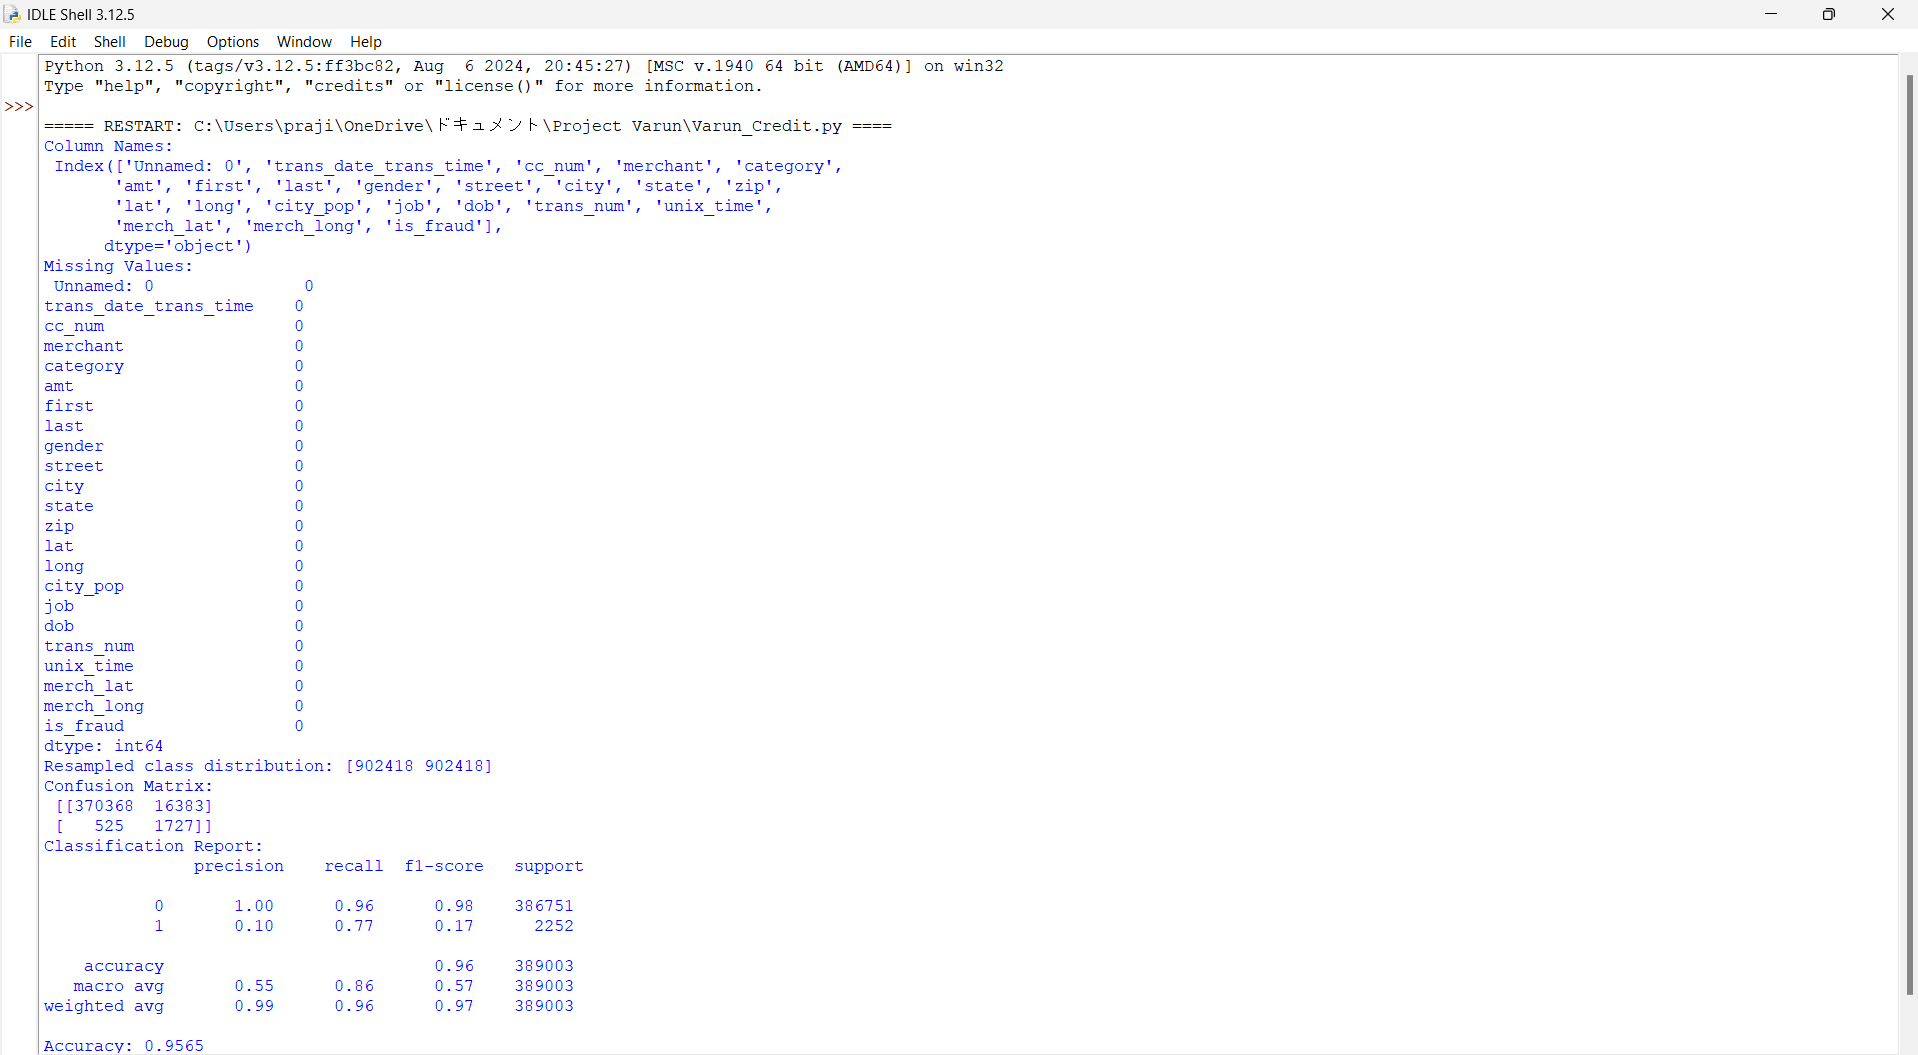 IDLE Shell 3.12.5
File Edit Shell Debug Options Window Help
Python 3.12.5 (tags/v3.12.5:ff3bc82, Aug  6 2024, 20:45:27) [MSC v.1940 64 bit (AMD64)] on win32
Type "help", "copyright", "credits" or "license()" for more information.
>>>
===== RESTART: C:\Users\praji\OneDrive\ドキュメント\Project Varun\Varun_Credit.py ====
Column Names:
 Index(['Unnamed: 0', 'trans_date_trans_time', 'cc_num', 'merchant', 'category',
       'amt', 'first', 'last', 'gender', 'street', 'city', 'state', 'zip',
       'lat', 'long', 'city_pop', 'job', 'dob', 'trans_num', 'unix_time',
       'merch_lat', 'merch_long', 'is_fraud'],
      dtype='object')
Missing Values:
 Unnamed: 0               0
trans_date_trans_time    0
cc_num                   0
merchant                 0
category                 0
amt                      0
first                    0
last                     0
gender                   0
street                   0
city                     0
state                    0
zip                      0
lat                      0
long                     0
city_pop                 0
job                      0
dob                      0
trans_num                0
unix_time                0
merch_lat                0
merch_long               0
is_fraud                 0
dtype: int64
Resampled class distribution: [902418 902418]
Confusion Matrix:
 [[370368  16383]
 [   525   1727]]
Classification Report:
               precision    recall  f1-score   support
           0       1.00      0.96      0.98    386751
           1       0.10      0.77      0.17      2252
    accuracy                           0.96    389003
   macro avg       0.55      0.86      0.57    389003
weighted avg       0.99      0.96      0.97    389003
Accuracy: 0.9565